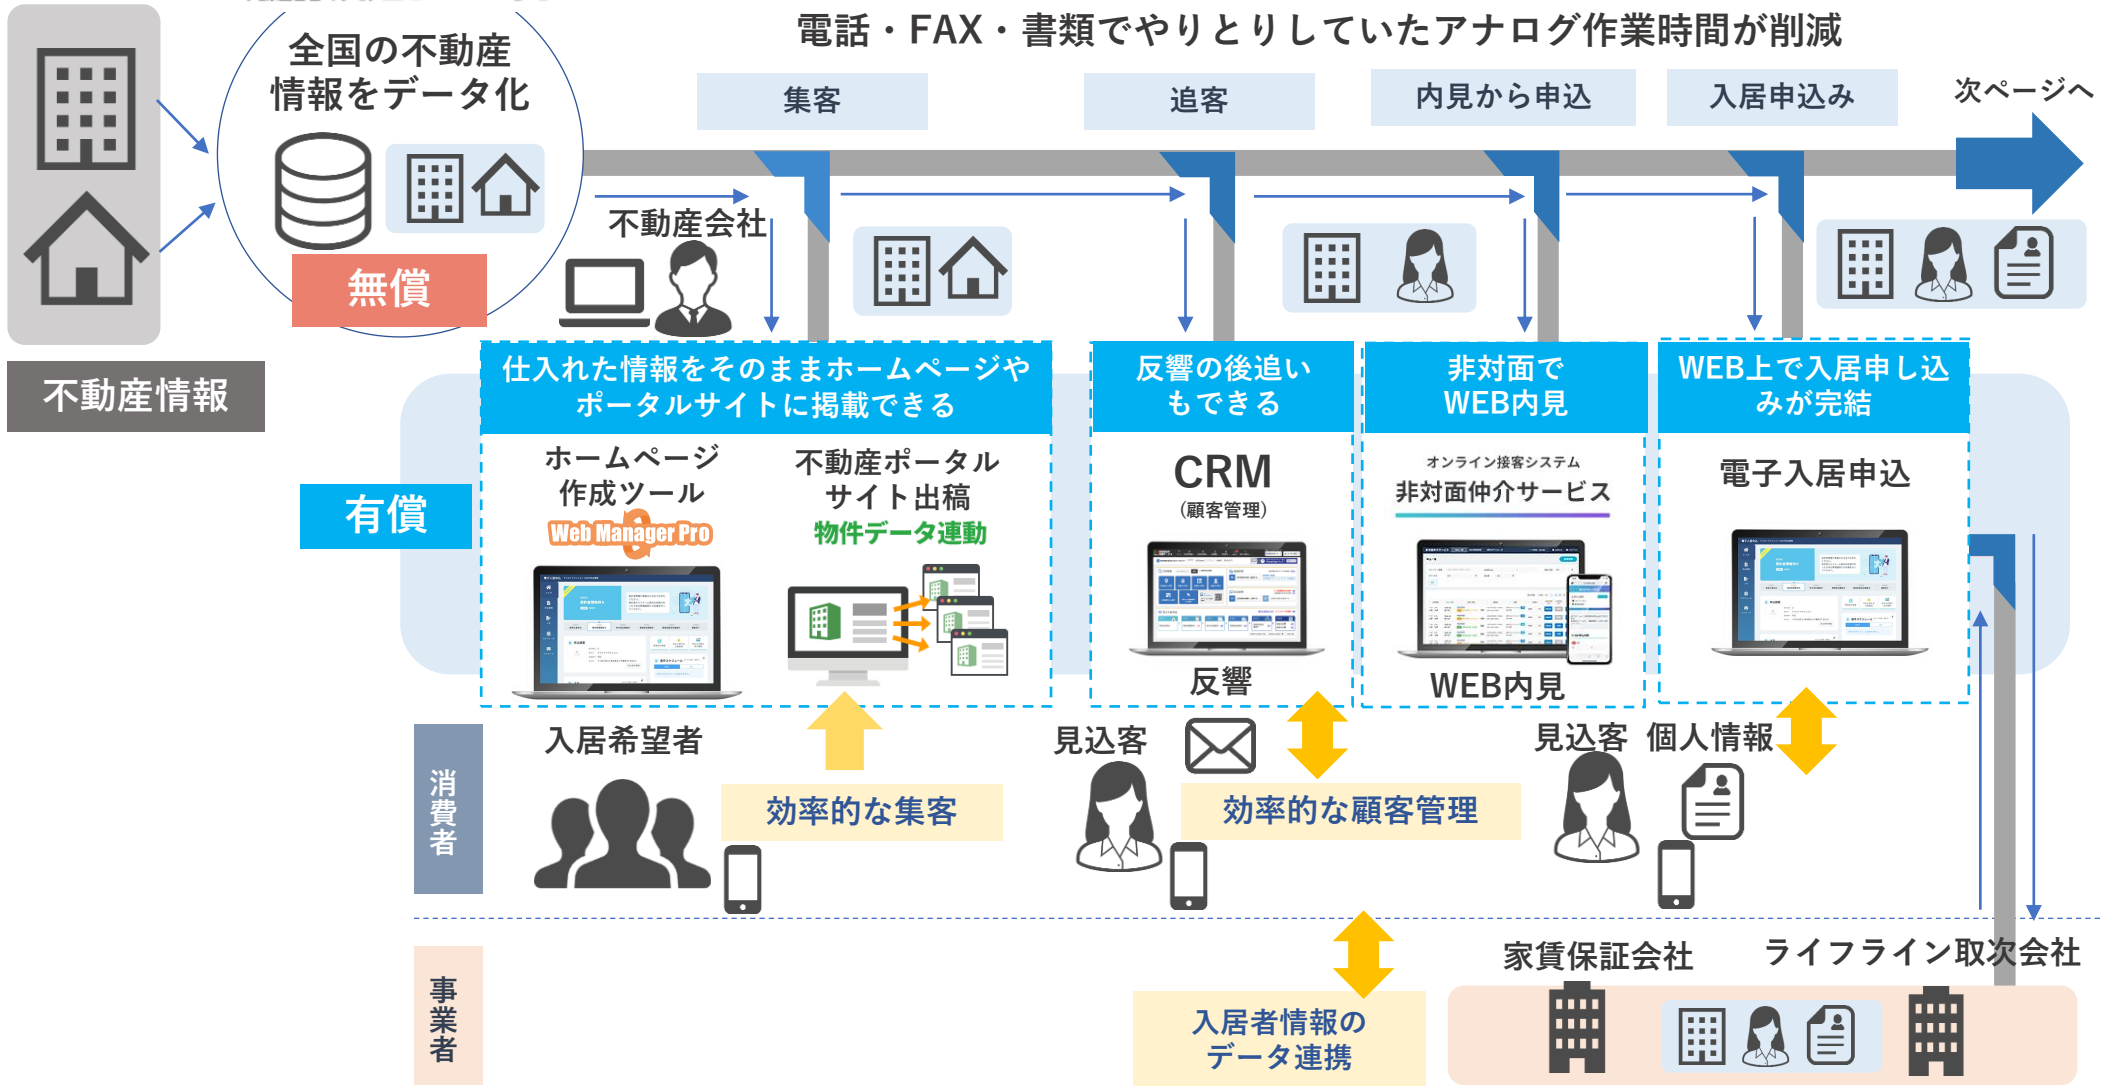 電話・FAX・書類でやりとりしていたアナログ作業時間が削減
全国の不動産
情報をデータ化
無償
不動産情報
集客
追客
内見から申込
入居申込み
次ページへ
不動産会社
有償
仕入れた情報をそのままホームページや
ポータルサイトに掲載できる
ホームページ
作成ツール
Web Manager Pro
不動産ポータル
サイト出稿
物件データ連動
反響の後追い
もできる
CRM
(顧客管理)
反響
非対面で
WEB内見
オンライン接客システム
非対面仲介サービス
WEB内見
WEB上で入居申し込
みが完結
電子入居申込
消費者
入居希望者
効率的な集客
見込客
効率的な顧客管理
見込客
個人情報
事業者
入居者情報の
データ連携
家賃保証会社
ライフライン取次会社